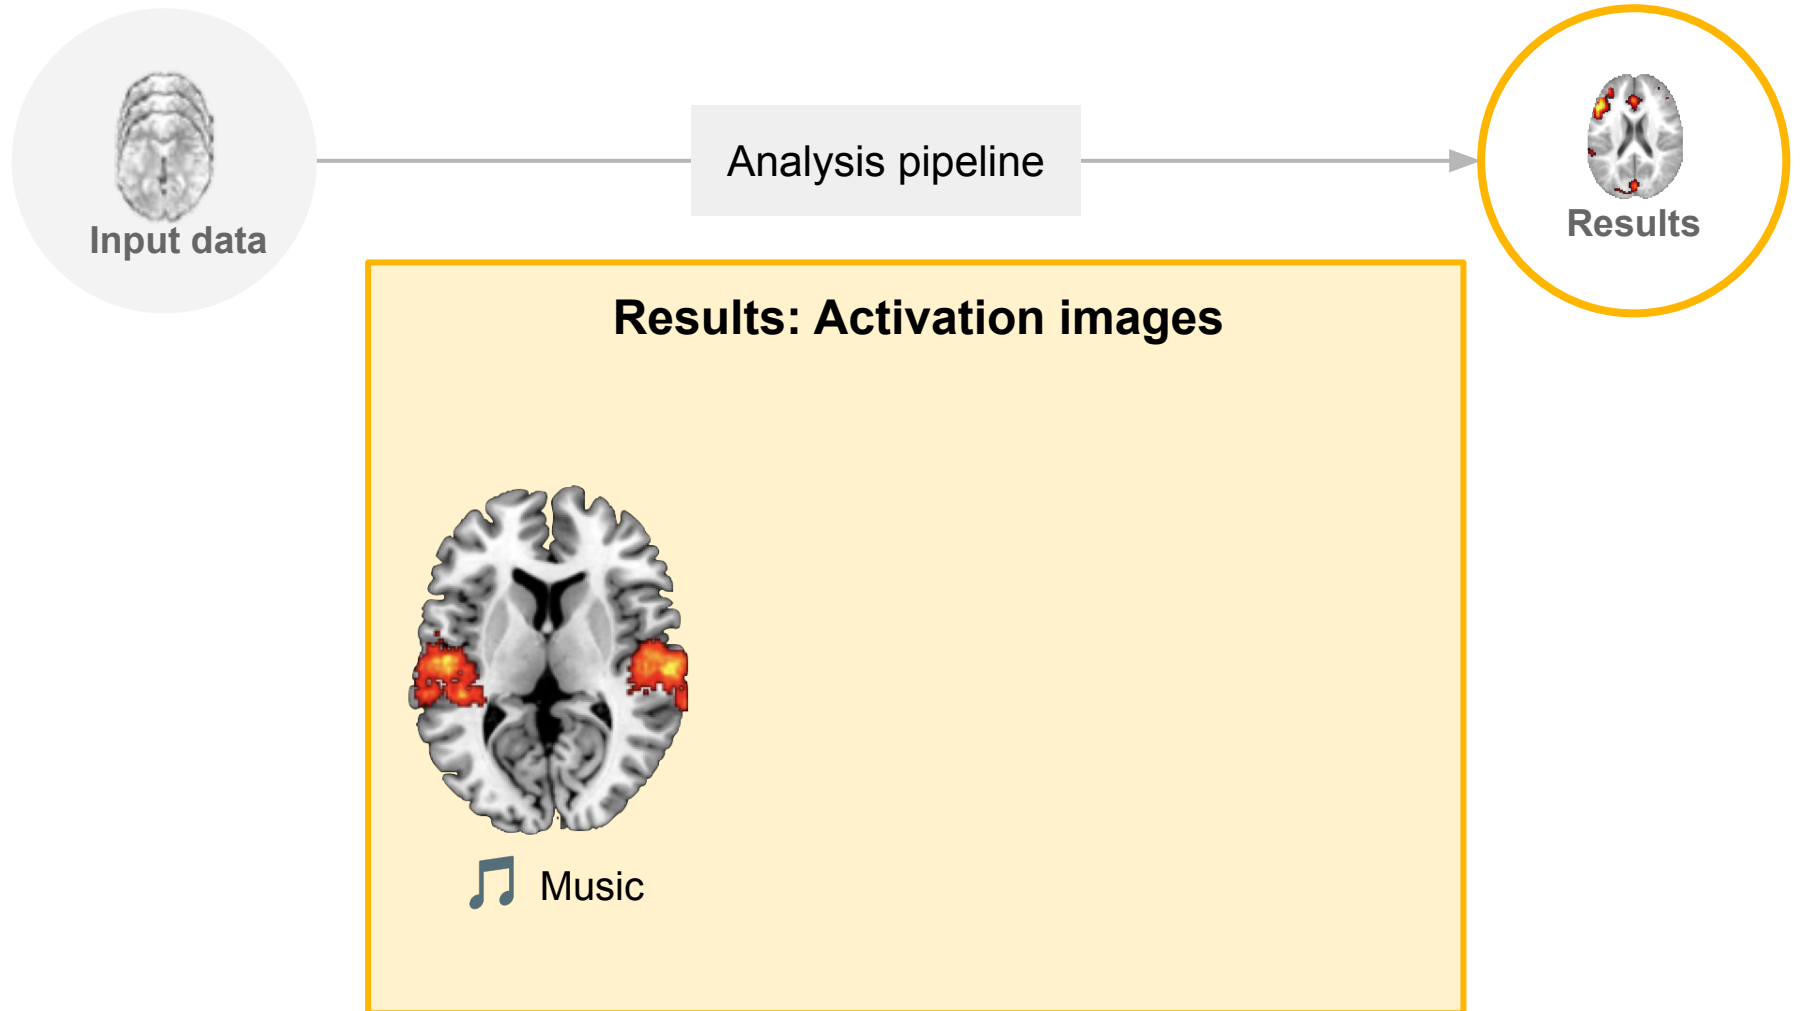 Input data
Analysis pipeline
Results
Results: Activation images
Music